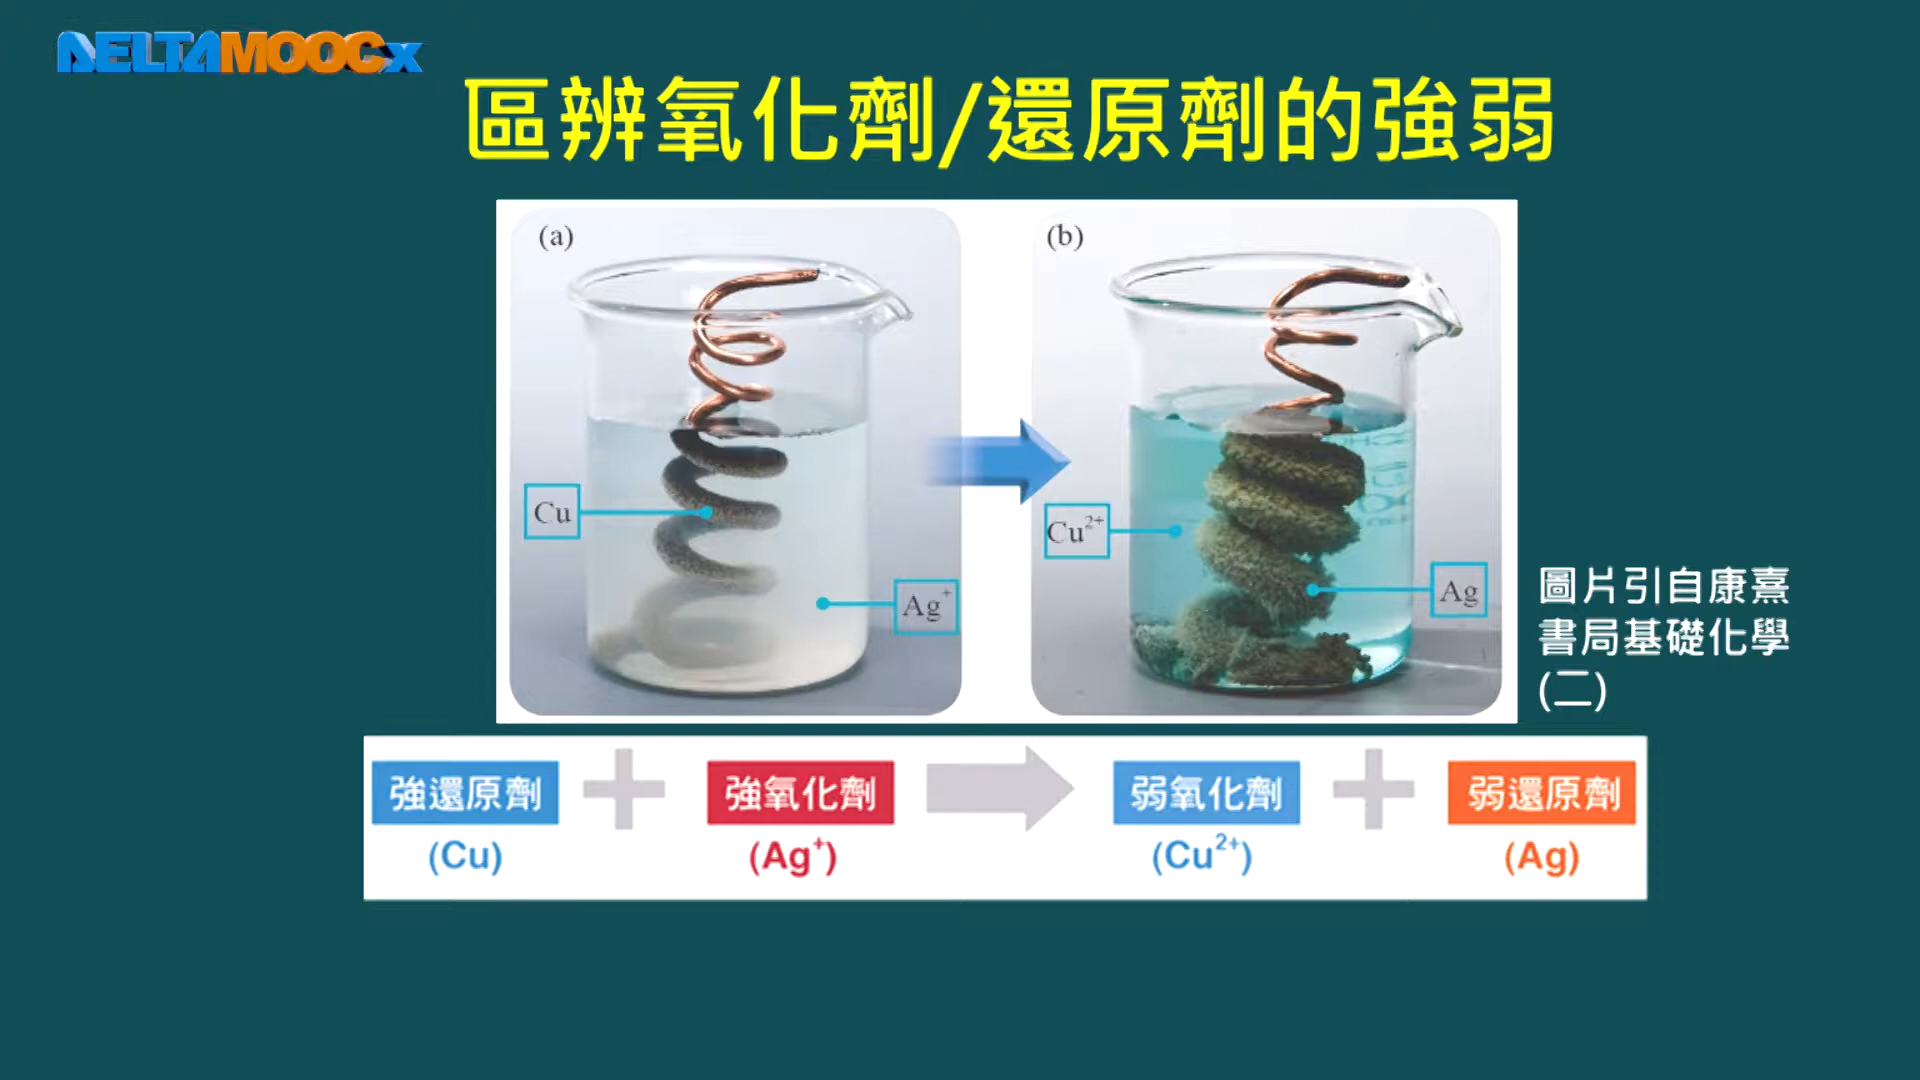 DELTAMOOCx
區辨氧化劑/還原劑的強弱
(a)
(b)
Cu
Ag⁺
Cu²⁺
Ag
圖片引自康熹
書局基礎化學
(二)
強還原劑 + 強氧化劑 弱氧化劑 + 弱還原劑
(Cu) (Ag⁺) (Cu²⁺) (Ag)